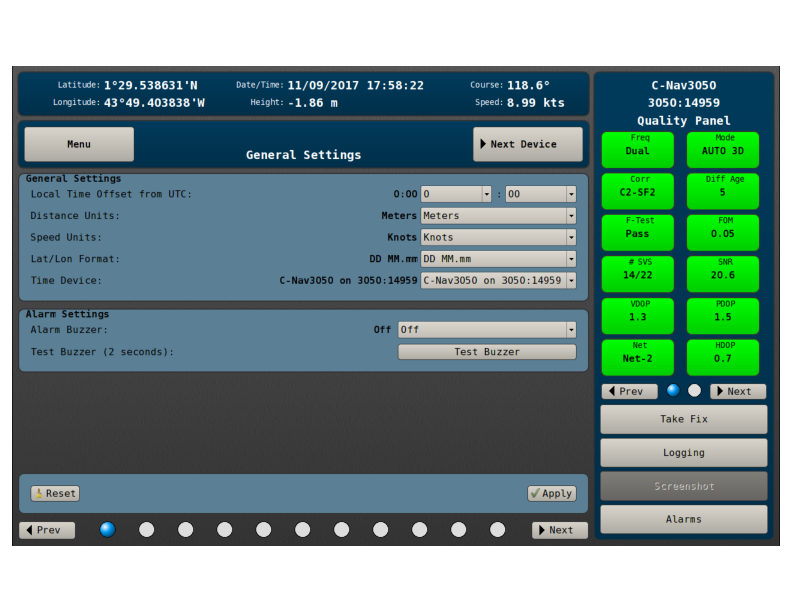 Latitude: 1°29.538631'N Date/Time: 11/09/2017 17:58:22 Course: 118.6°
Longitude: 43°49.403838'W Height: -1.86 m Speed: 8.99 kts
Menu
General Settings
Next Device
General Settings
Local Time Offset from UTC: 0:00 0 : 00
Distance Units: Meters Meters
Speed Units: Knots Knots
Lat/Lon Format: DD MM.mm DD MM.mm
Time Device: C-Nav3050 on 3050:14959 C-Nav3050 on 3050:14959
Alarm Settings
Alarm Buzzer: Off Off
Test Buzzer (2 seconds): Test Buzzer
Reset Apply
Prev Next
C-Nav3050
3050:14959
Quality Panel
Freq Mode
Dual AUTO 3D
Corr Diff Age
C2-SF2 5
F-Test FOM
Pass 0.05
# SVS SNR
14/22 20.6
VDOP PDOP
1.3 1.5
Net HDOP
Net-2 0.7
Prev Next
Take Fix
Logging
Screenshot
Alarms